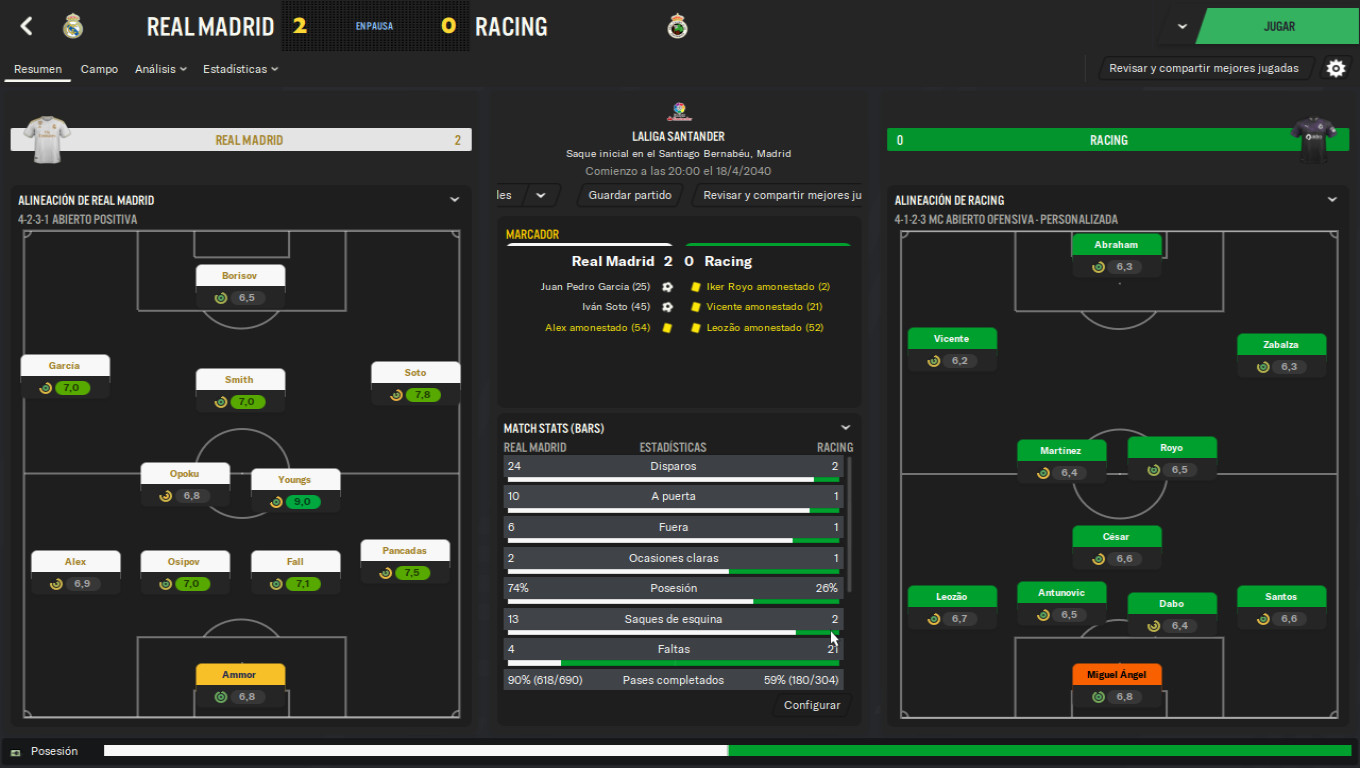 REAL MADRID 2 EN PAUSA 0 RACING
JUGAR
Resumen Campo Análisis Estadísticas
Revisar y compartir mejores jugadas
REAL MADRID 2
LALIGA SANTANDER
Saque inicial en el Santiago Bernabéu, Madrid
Comienzo a las 20:00 el 18/4/2040
les Guardar partido Revisar y compartir mejores ju
0 RACING
ALINEACIÓN DE REAL MADRID
4-2-3-1 ABIERTO POSITIVA
Borisov
6,5
García
7,0
Smith
7,0
Soto
7,8
Opoku
6,8
Youngs
9,0
Alex
6,9
Osipov
7,0
Fall
7,1
Pancadas
7,5
Ammor
6,8
MARCADOR
Real Madrid 2 0 Racing
Juan Pedro García (25) Iker Royo amonestado (2)
Iván Soto (45) Vicente amonestado (21)
Alex amonestado (54) Leozão amonestado (52)
MATCH STATS (BARS)
REAL MADRID ESTADÍSTICAS RACING
24 Disparos 2
10 A puerta 1
6 Fuera 1
2 Ocasiones claras 1
74% Posesión 26%
13 Saques de esquina 2
4 Faltas 21
90% (618/690) Pases completados 59% (180/304)
Configurar
ALINEACIÓN DE RACING
4-1-2-3 MC ABIERTO OFENSIVA - PERSONALIZADA
Abraham
6,3
Vicente
6,2
Zabalza
6,3
Martínez
6,4
Royo
6,5
César
6,6
Leozão
6,7
Antunovic
6,5
Dabo
6,4
Santos
6,6
Miguel Ángel
6,8
Posesión